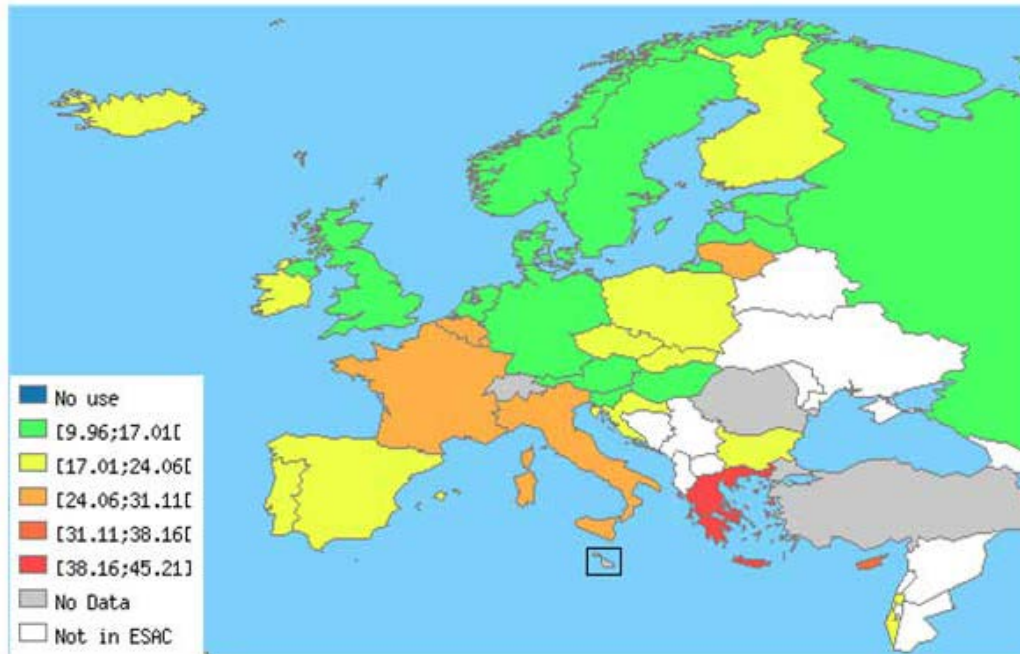 No use
[9.96;17.01[
[17.01;24.06[
[24.06;31.11[
[31.11;38.16[
[38.16;45.21]
No Data
Not in ESAC